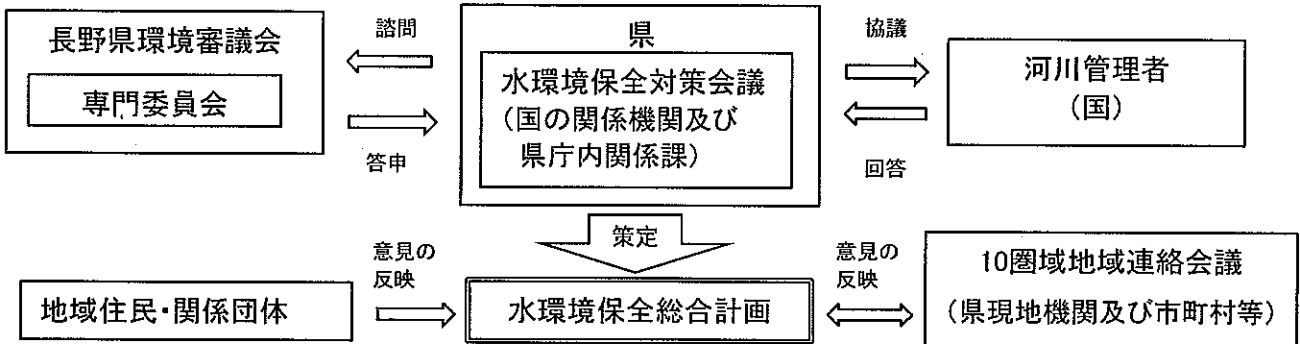 長野県環境審議会
専門委員会
諮問
答申
県
水環境保全対策会議
(国の関係機関及び
県庁内関係課)
協議
回答
河川管理者
(国)
策定
地域住民・関係団体
意見の
反映
水環境保全総合計画
意見の
反映
10圏域地域連絡会議
(県現地機関及び市町村等)